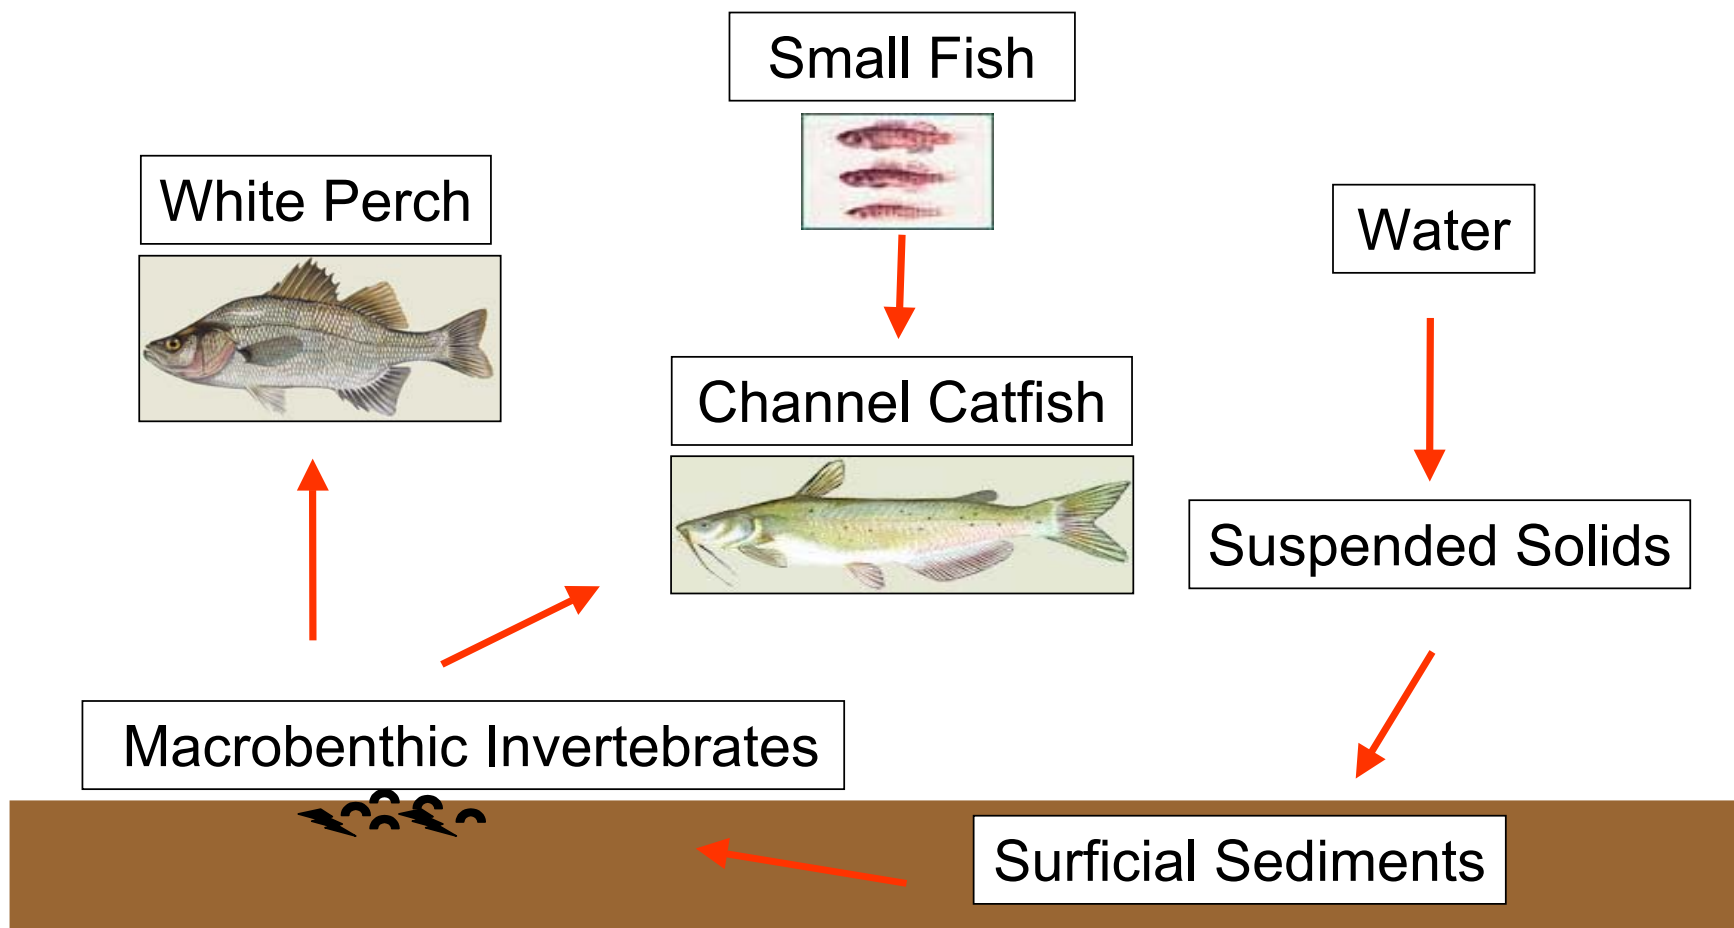 Small Fish
White Perch
Water
Channel Catfish
Suspended Solids
Macrobenthic Invertebrates
Surficial Sediments